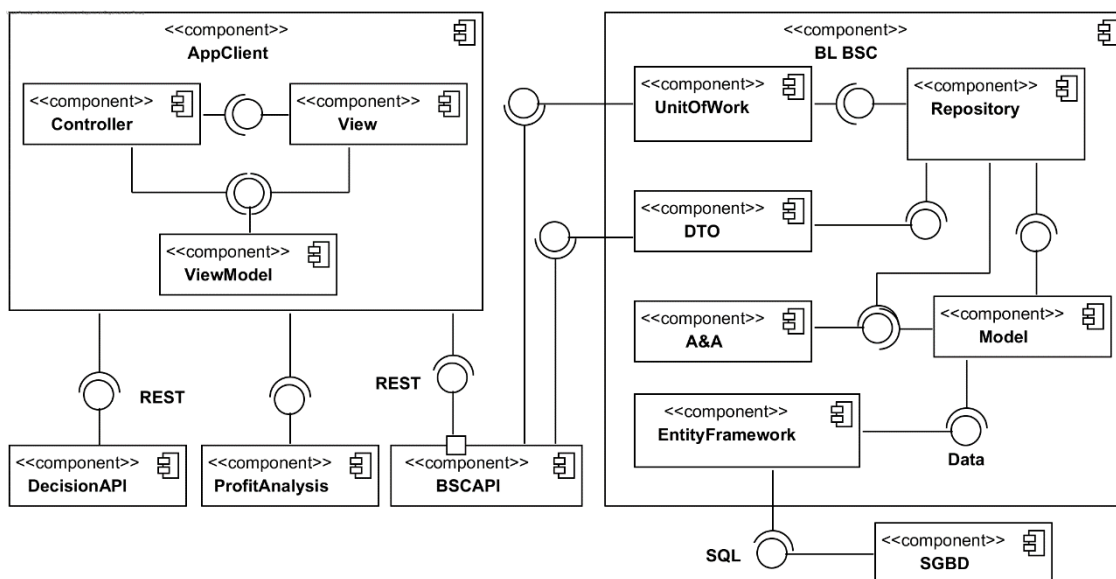 <<component>>
AppClient
<<component>>
Controller
<<component>>
View
<<component>>
ViewModel
REST
REST
<<component>>
DecisionAPI
<<component>>
ProfitAnalysis
<<component>>
BSCAPI
<<component>>
BL BSC
<<component>>
UnitOfWork
<<component>>
Repository
<<component>>
DTO
<<component>>
A&A
<<component>>
Model
<<component>>
EntityFramework
Data
SQL
<<component>>
SGBD